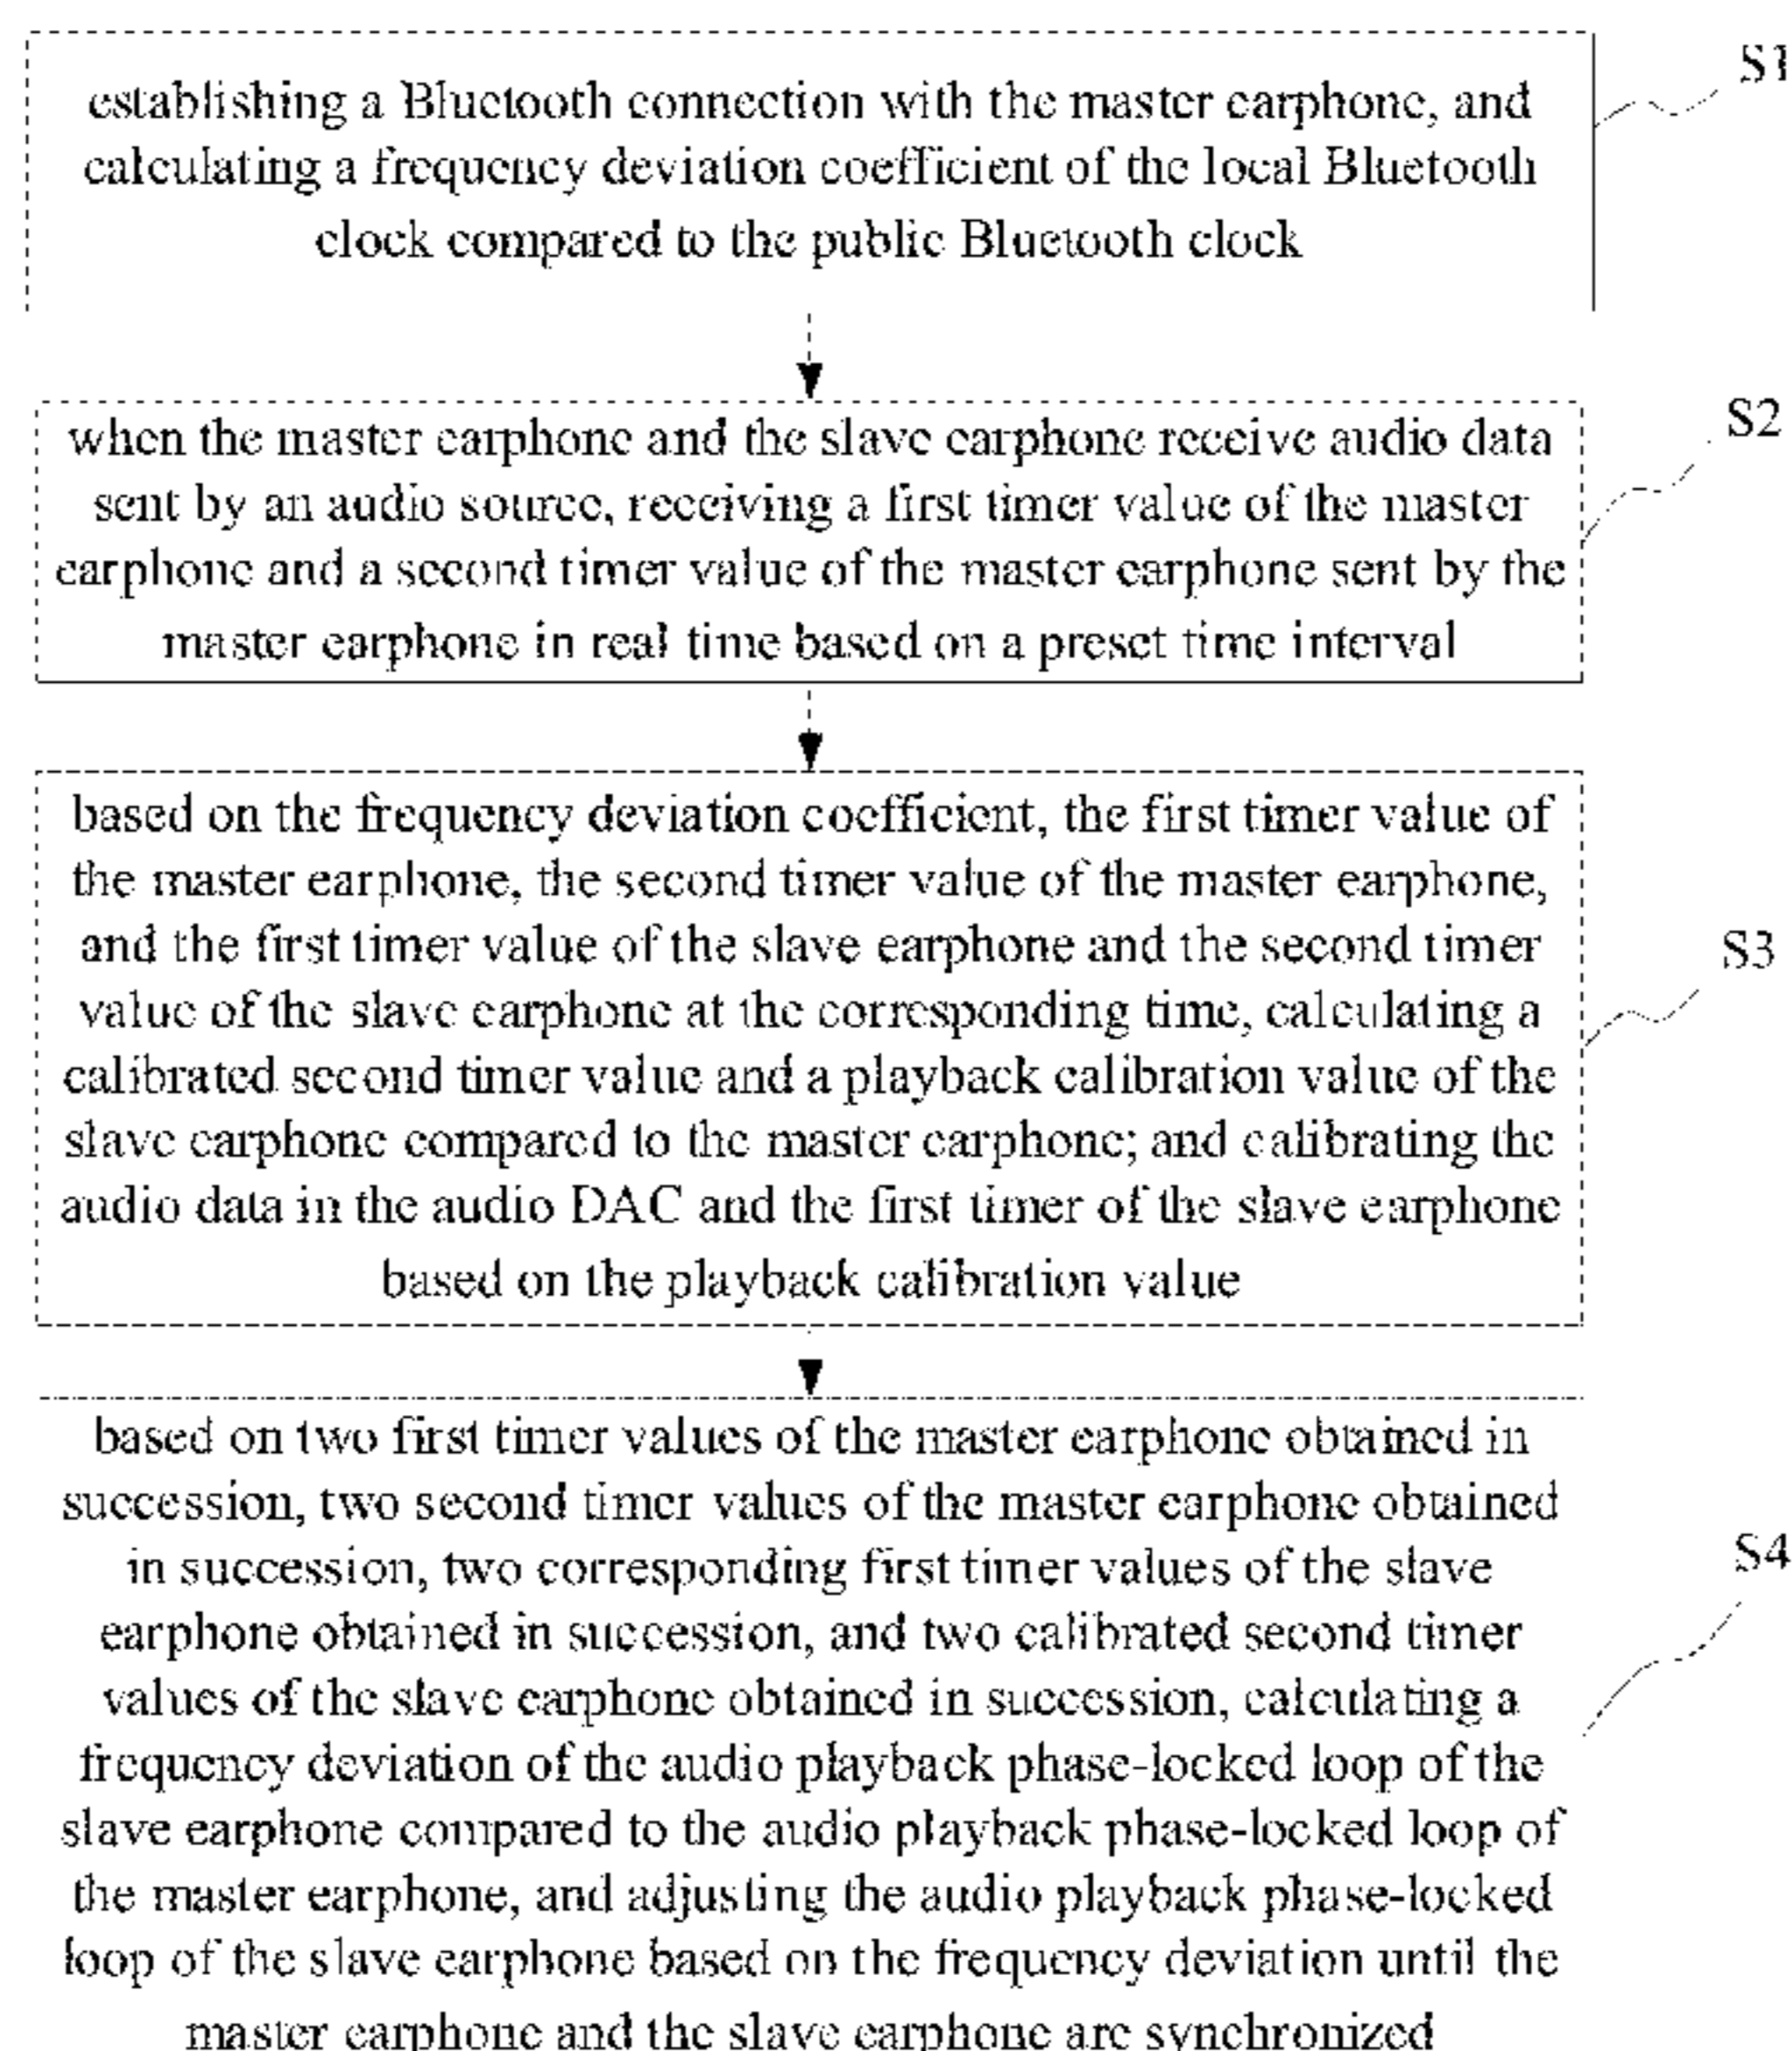 S1
establishing a Bluetooth connection with the master earphone, and
calculating a frequency deviation coefficient of the local Bluetooth
clock compared to the public Bluetooth clock
S2
when the master earphone and the slave earphone receive audio data
sent by an audio source, receiving a first timer value of the master
earphone and a second timer value of the master earphone sent by the
master earphone in real time based on a preset time interval
based on the frequency deviation coefficient, the first timer value of
the master earphone, the second timer value of the master earphone,
and the first timer value of the slave earphone and the second timer
S3
value of the slave earphone at the corresponding time, calculating a
calibrated second timer value and a playback calibration value of the
slave earphone compared to the master earphone; and calibrating the
audio data in the audio DAC and the first timer of the slave earphone
based on the playback calibration value
based on two first timer values of the master earphone obtained in
succession, two second timer values of the master earphone obtained
in succession, two corresponding first timer values of the slave
S4
earphone obtained in succession, and two calibrated second timer
values of the slave earphone obtained in succession, calculating a
frequency deviation of the audio playback phase-locked loop of the
slave earphone compared to the audio playback phase-locked loop of
the master earphone, and adjusting the audio playback phase-locked
loop of the slave earphone based on the frequency deviation until the
master earphone and the slave earphone are synchronized